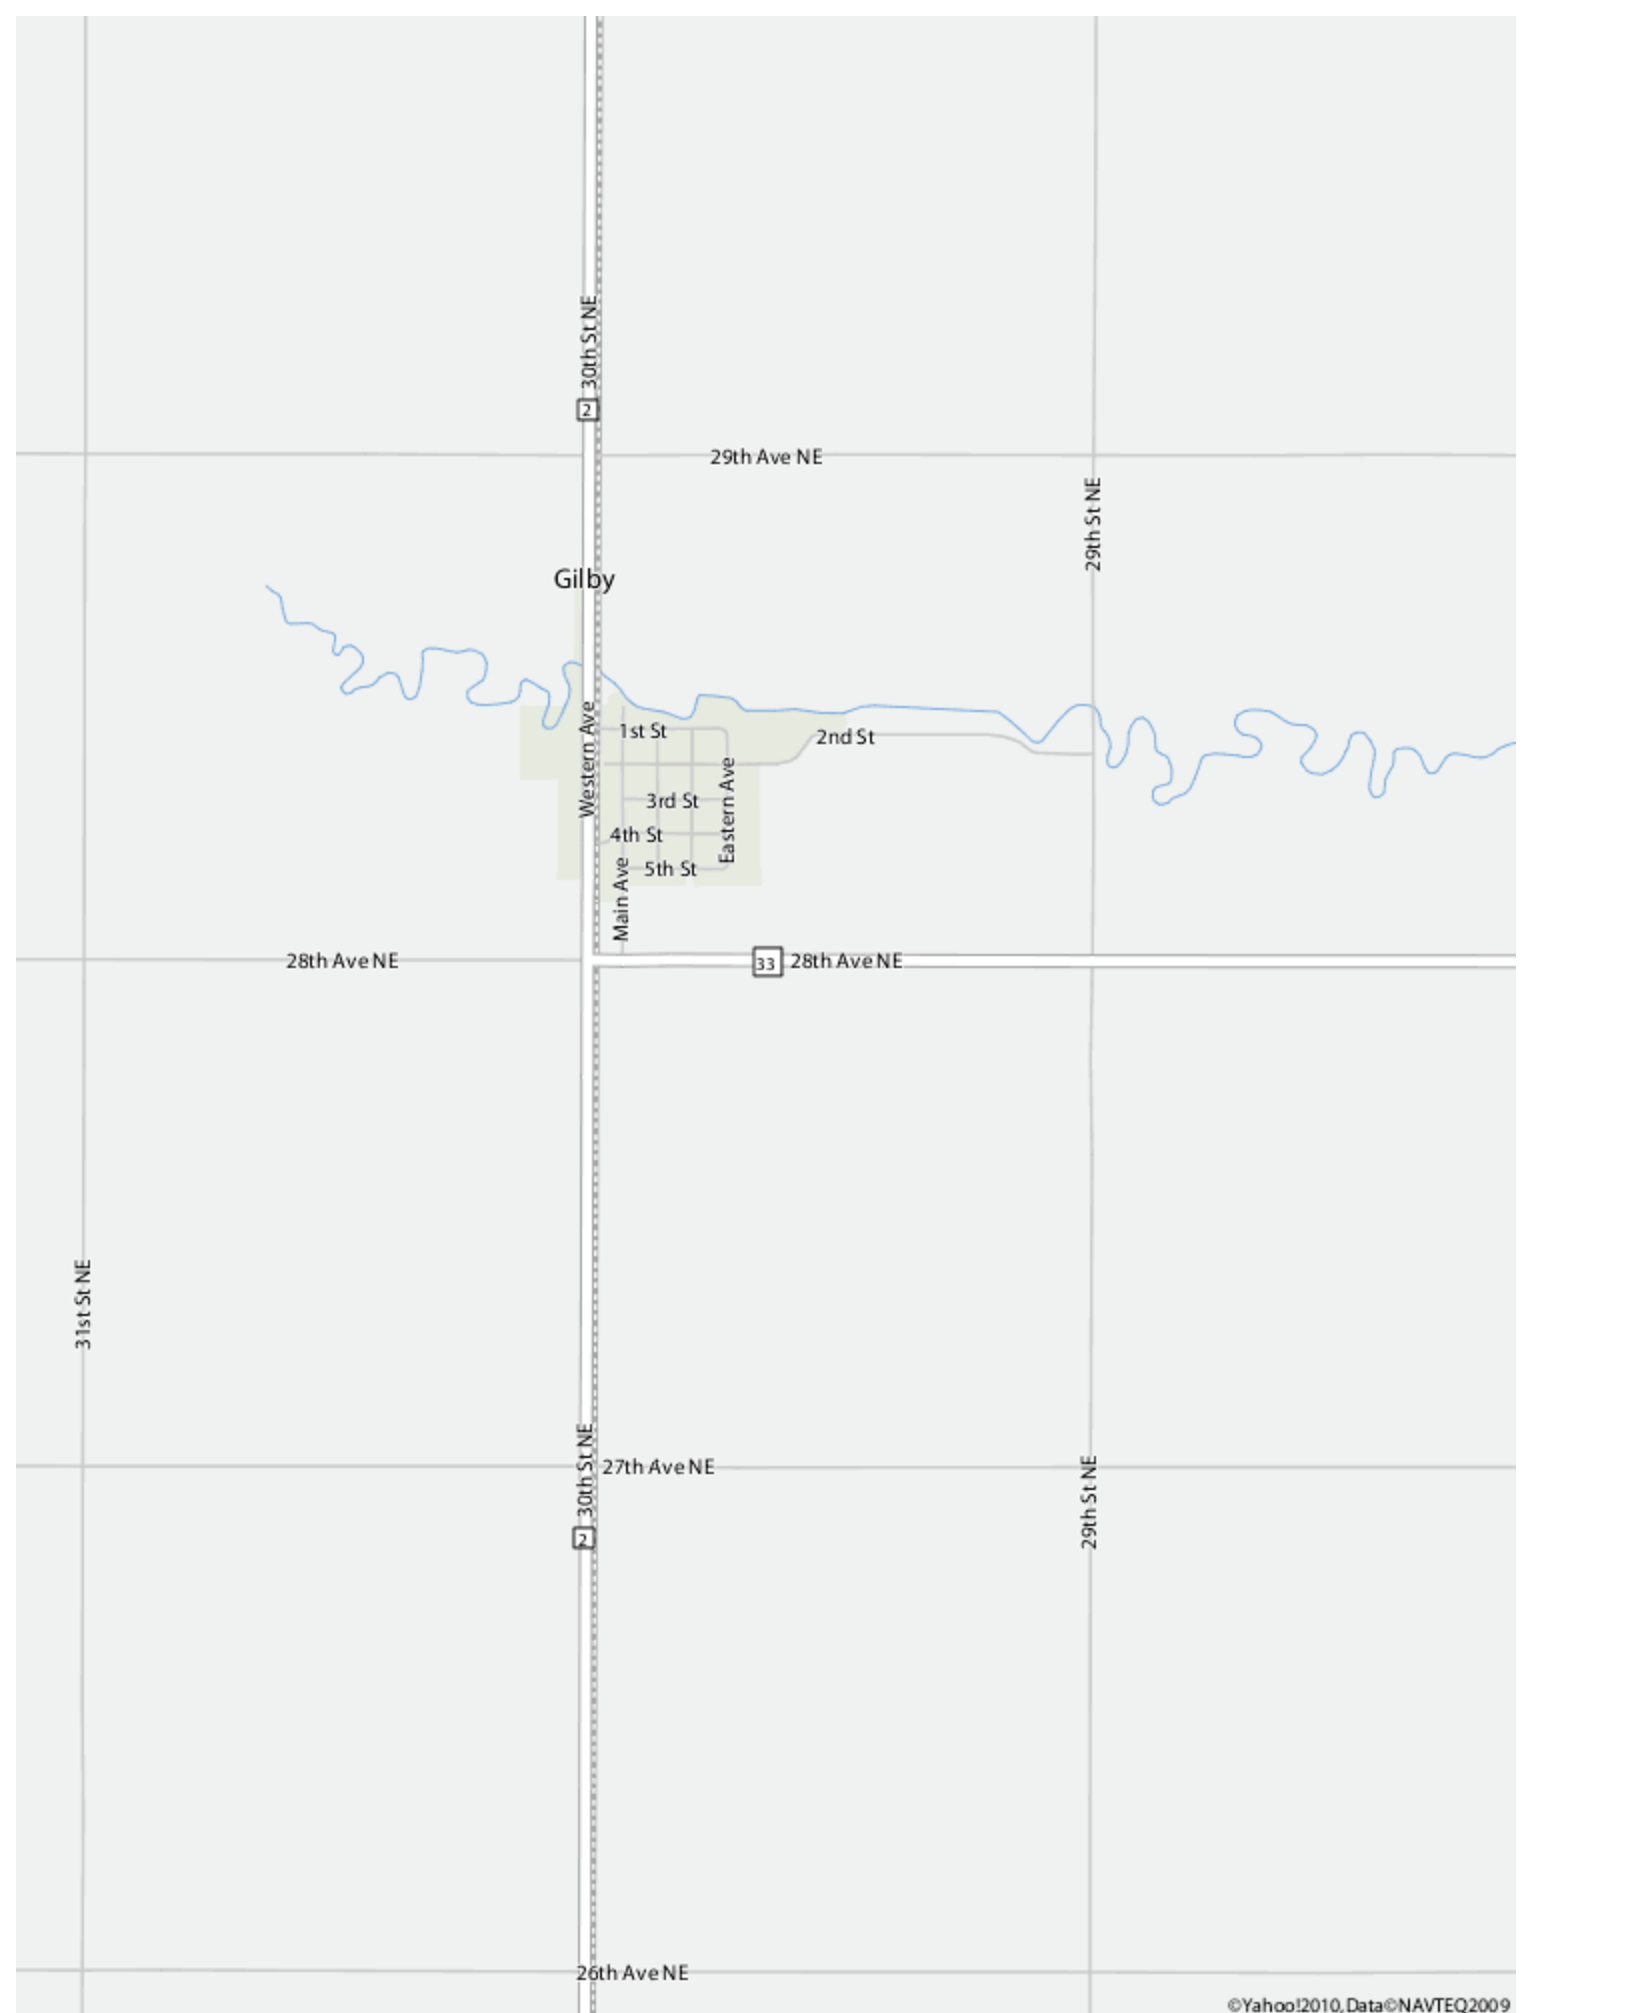 30th St NE
2
29th Ave NE
29th St NE
Gilby
Western Ave
1st St
2nd St
Eastern Ave
3rd St
4th St
Main Ave
5th St
28th Ave NE
33
28th Ave NE
31st St NE
30th St NE
27th Ave NE
29th St NE
2
26th Ave NE
©Yahoo!2010, Data©NAVTEQ2009